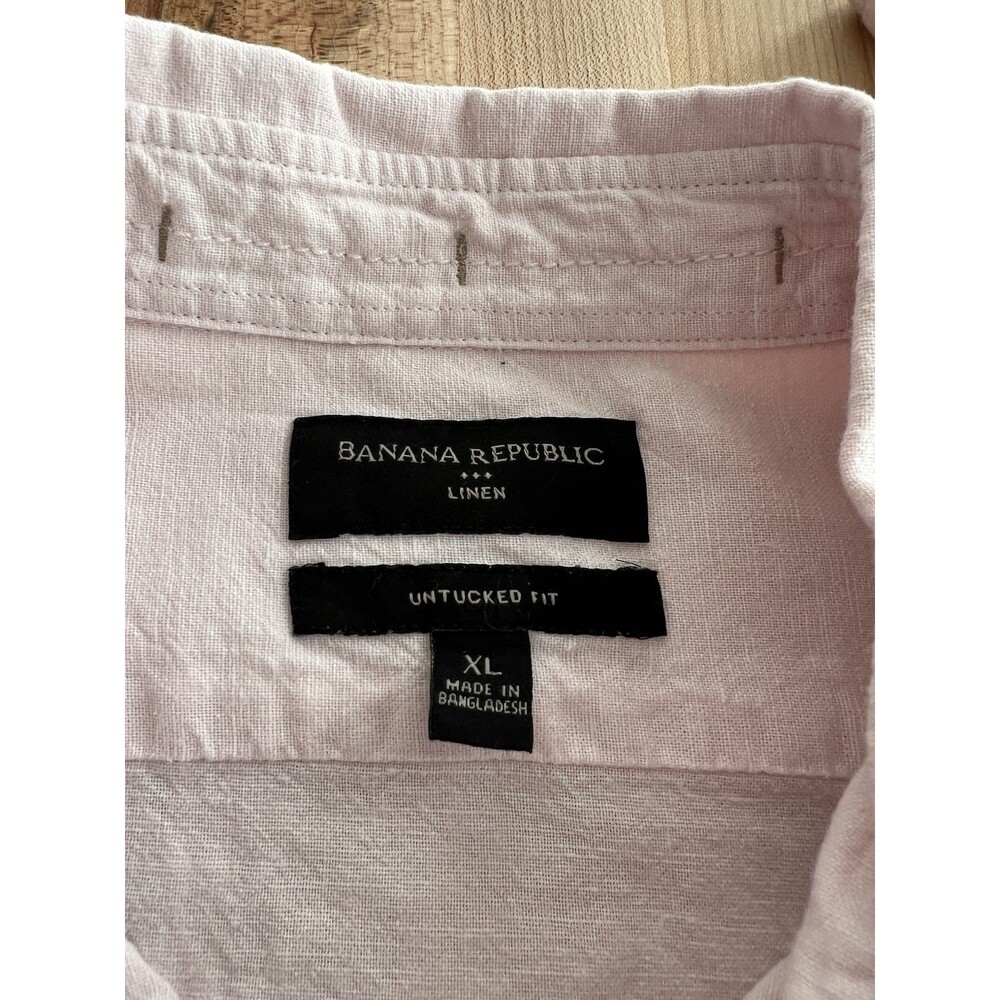 BANANA REPUBLIC
LINEN
UNTUCKED FIT
XL
MADE IN
BANGLADESH